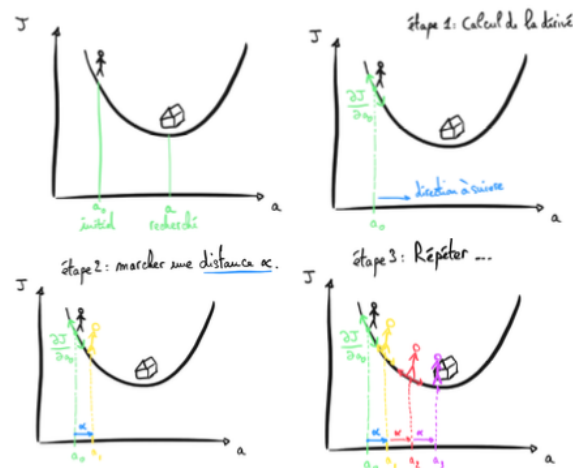 J
a₀
initial
a
recherché
a
étape 1: Calcul de la dérivé
J
∂J
∂a₀
direction à suivre
a₀
a
étape 2: marcher une distance α.
J
∂J
∂a₀
α
a₀
a₁
a
étape 3: Répéter ...
J
∂J
∂a₀
α
α
α
a₀
a₁
a₂
a₃
a